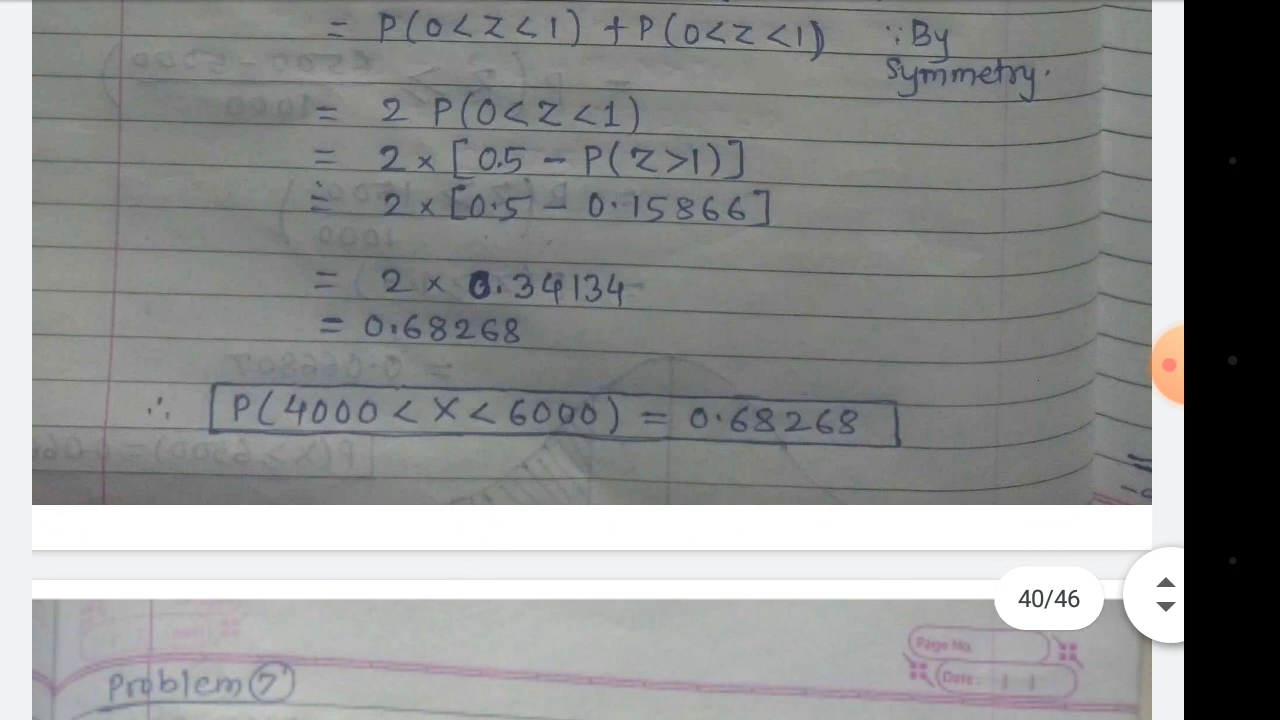 = P(0<Z<1) + P(0<Z<1) ∵ By
Symmetry.
= 2 P(0<Z<1)
= 2 × [0.5 - P(Z>1)]
= 2 × [0.5 - 0.15866]
= 2 × 0.34134
= 0.68268
∴ P(4000 < X < 6000) = 0.68268
40/46
Page No.
Date:
Problem 7